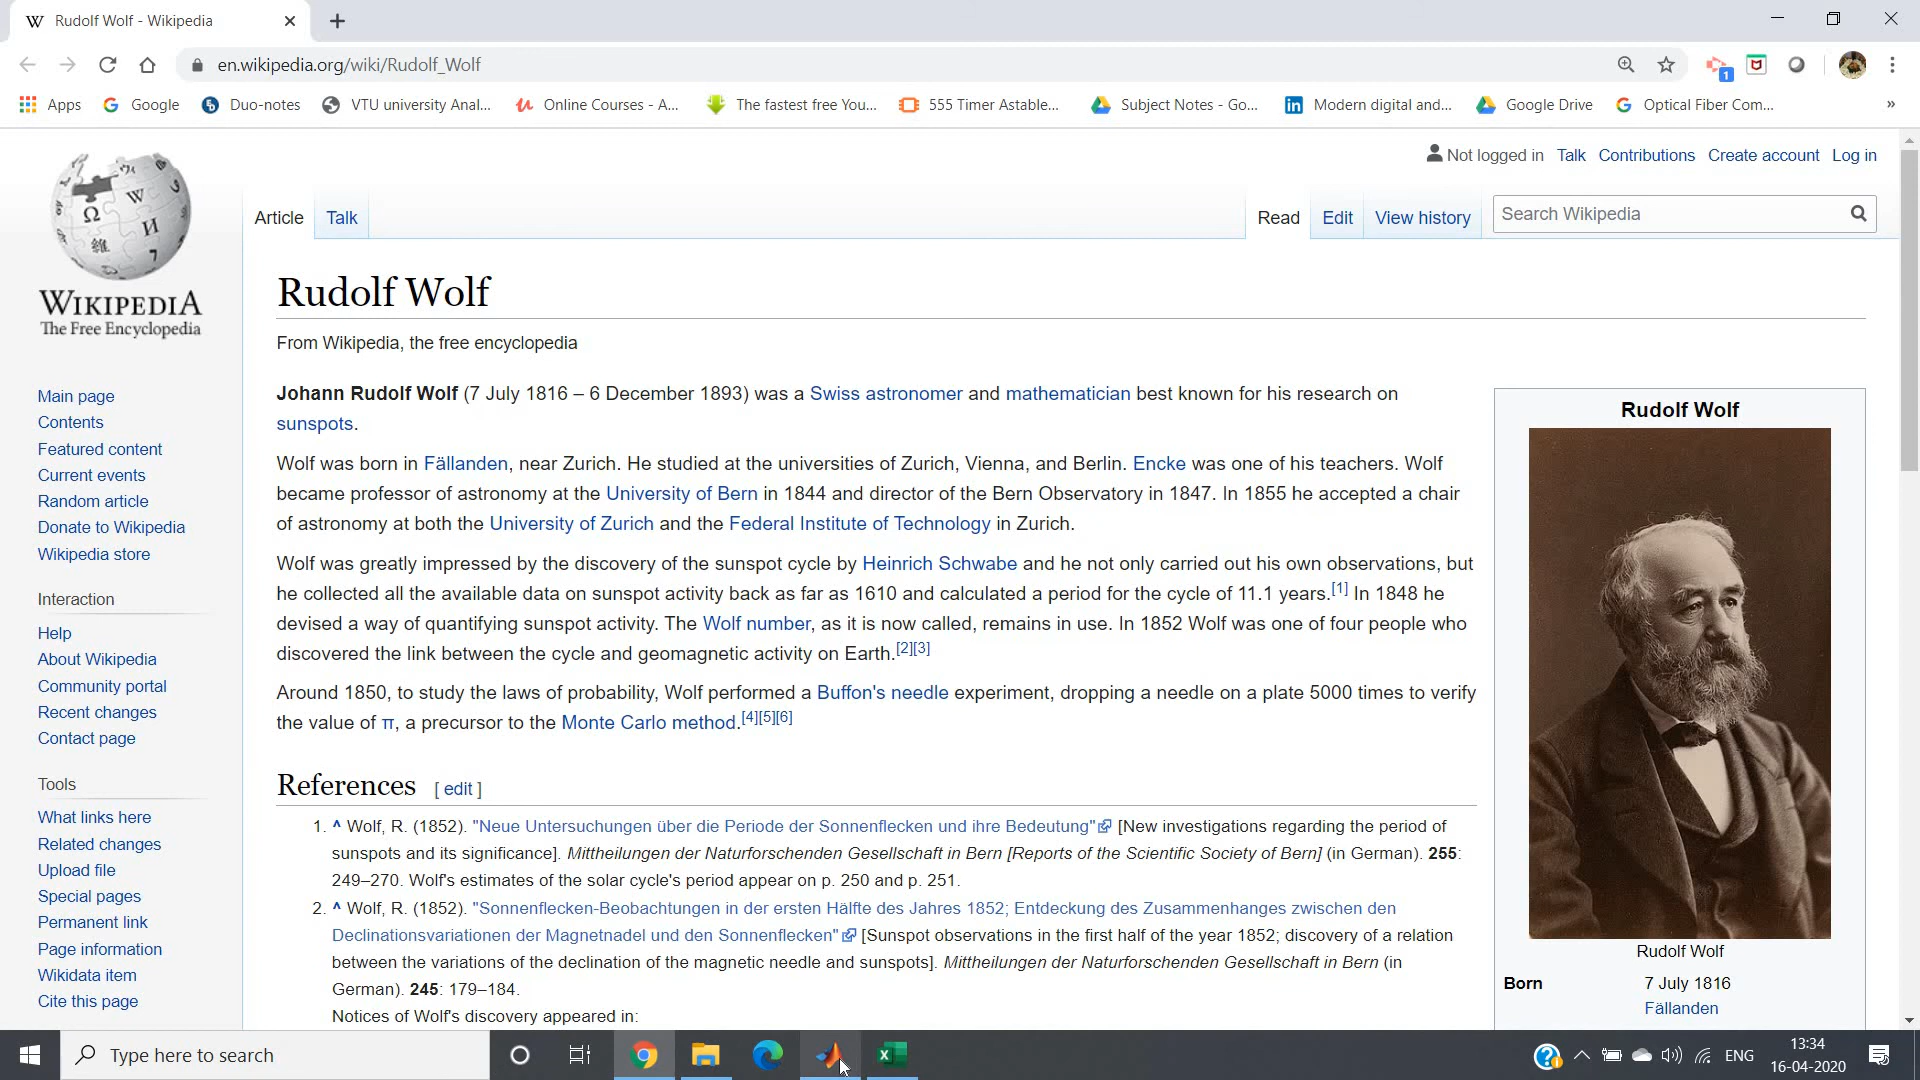 Rudolf Wolf - Wikipedia
en.wikipedia.org/wiki/Rudolf_Wolf
Apps Google Duo-notes VTU university Anal... Online Courses - A... The fastest free You... 555 Timer Astable... Subject Notes - Go... Modern digital and... Google Drive Optical Fiber Com... »
Not logged in Talk Contributions Create account Log in
Article Talk Read Edit View history Search Wikipedia
WIKIPEDIA
The Free Encyclopedia
Main page
Contents
Featured content
Current events
Random article
Donate to Wikipedia
Wikipedia store
Interaction
Help
About Wikipedia
Community portal
Recent changes
Contact page
Tools
What links here
Related changes
Upload file
Special pages
Permanent link
Page information
Wikidata item
Cite this page
Rudolf Wolf
From Wikipedia, the free encyclopedia
Johann Rudolf Wolf (7 July 1816 – 6 December 1893) was a Swiss astronomer and mathematician best known for his research on
sunspots.
Wolf was born in Fällanden, near Zurich. He studied at the universities of Zurich, Vienna, and Berlin. Encke was one of his teachers. Wolf
became professor of astronomy at the University of Bern in 1844 and director of the Bern Observatory in 1847. In 1855 he accepted a chair
of astronomy at both the University of Zurich and the Federal Institute of Technology in Zurich.
Wolf was greatly impressed by the discovery of the sunspot cycle by Heinrich Schwabe and he not only carried out his own observations, but
he collected all the available data on sunspot activity back as far as 1610 and calculated a period for the cycle of 11.1 years.[1] In 1848 he
devised a way of quantifying sunspot activity. The Wolf number, as it is now called, remains in use. In 1852 Wolf was one of four people who
discovered the link between the cycle and geomagnetic activity on Earth.[2][3]
Around 1850, to study the laws of probability, Wolf performed a Buffon's needle experiment, dropping a needle on a plate 5000 times to verify
the value of π, a precursor to the Monte Carlo method.[4][5][6]
References [ edit ]
1. ^ Wolf, R. (1852). "Neue Untersuchungen über die Periode der Sonnenflecken und ihre Bedeutung" [New investigations regarding the period of
sunspots and its significance]. Mittheilungen der Naturforschenden Gesellschaft in Bern [Reports of the Scientific Society of Bern] (in German). 255:
249–270. Wolf's estimates of the solar cycle's period appear on p. 250 and p. 251.
2. ^ Wolf, R. (1852). "Sonnenflecken-Beobachtungen in der ersten Hälfte des Jahres 1852; Entdeckung des Zusammenhanges zwischen den
Declinationsvariationen der Magnetnadel und den Sonnenflecken" [Sunspot observations in the first half of the year 1852; discovery of a relation
between the variations of the declination of the magnetic needle and sunspots]. Mittheilungen der Naturforschenden Gesellschaft in Bern (in
German). 245: 179–184.
Notices of Wolf's discovery appeared in:
Rudolf Wolf
Rudolf Wolf
Born 7 July 1816
Fällanden
Type here to search
ENG
13:34
16-04-2020